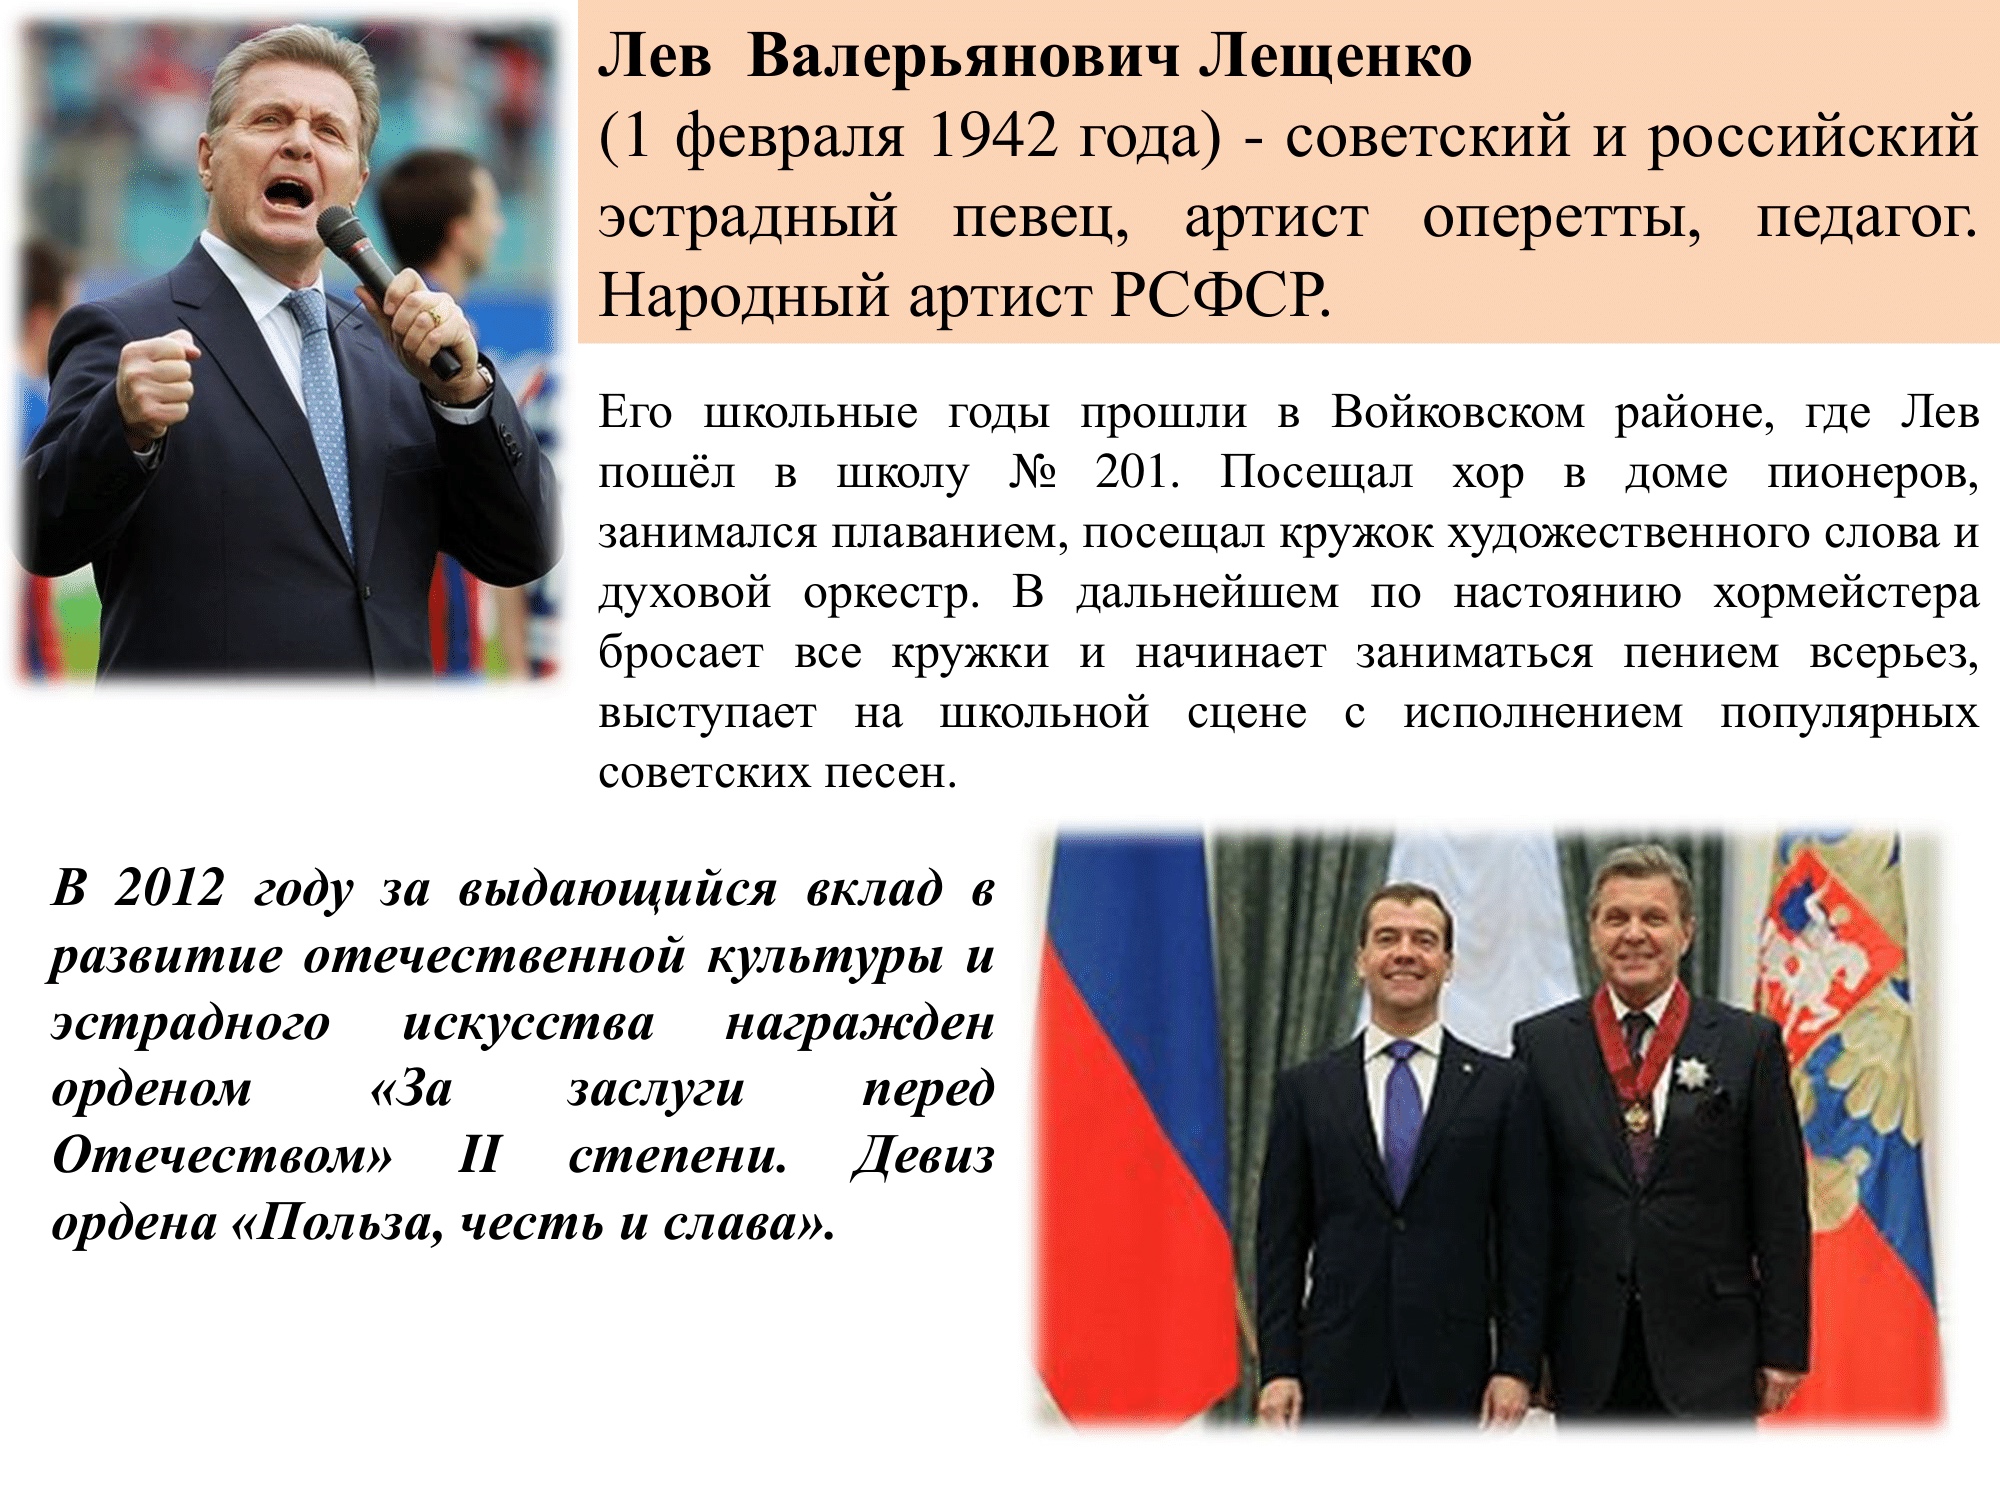 Лев Валерьянович Лещенко
(1 февраля 1942 года) - советский и российский
эстрадный певец, артист оперетты, педагог.
Народный артист РСФСР.
Его школьные годы прошли в Войковском районе, где Лев
пошёл в школу № 201. Посещал хор в доме пионеров,
занимался плаванием, посещал кружок художественного слова и
духовой оркестр. В дальнейшем по настоянию хормейстера
бросает все кружки и начинает заниматься пением всерьез,
выступает на школьной сцене с исполнением популярных
советских песен.
В 2012 году за выдающийся вклад в
развитие отечественной культуры и
эстрадного искусства награжден
орденом «За заслуги перед
Отечеством» II степени. Девиз
ордена «Польза, честь и слава».